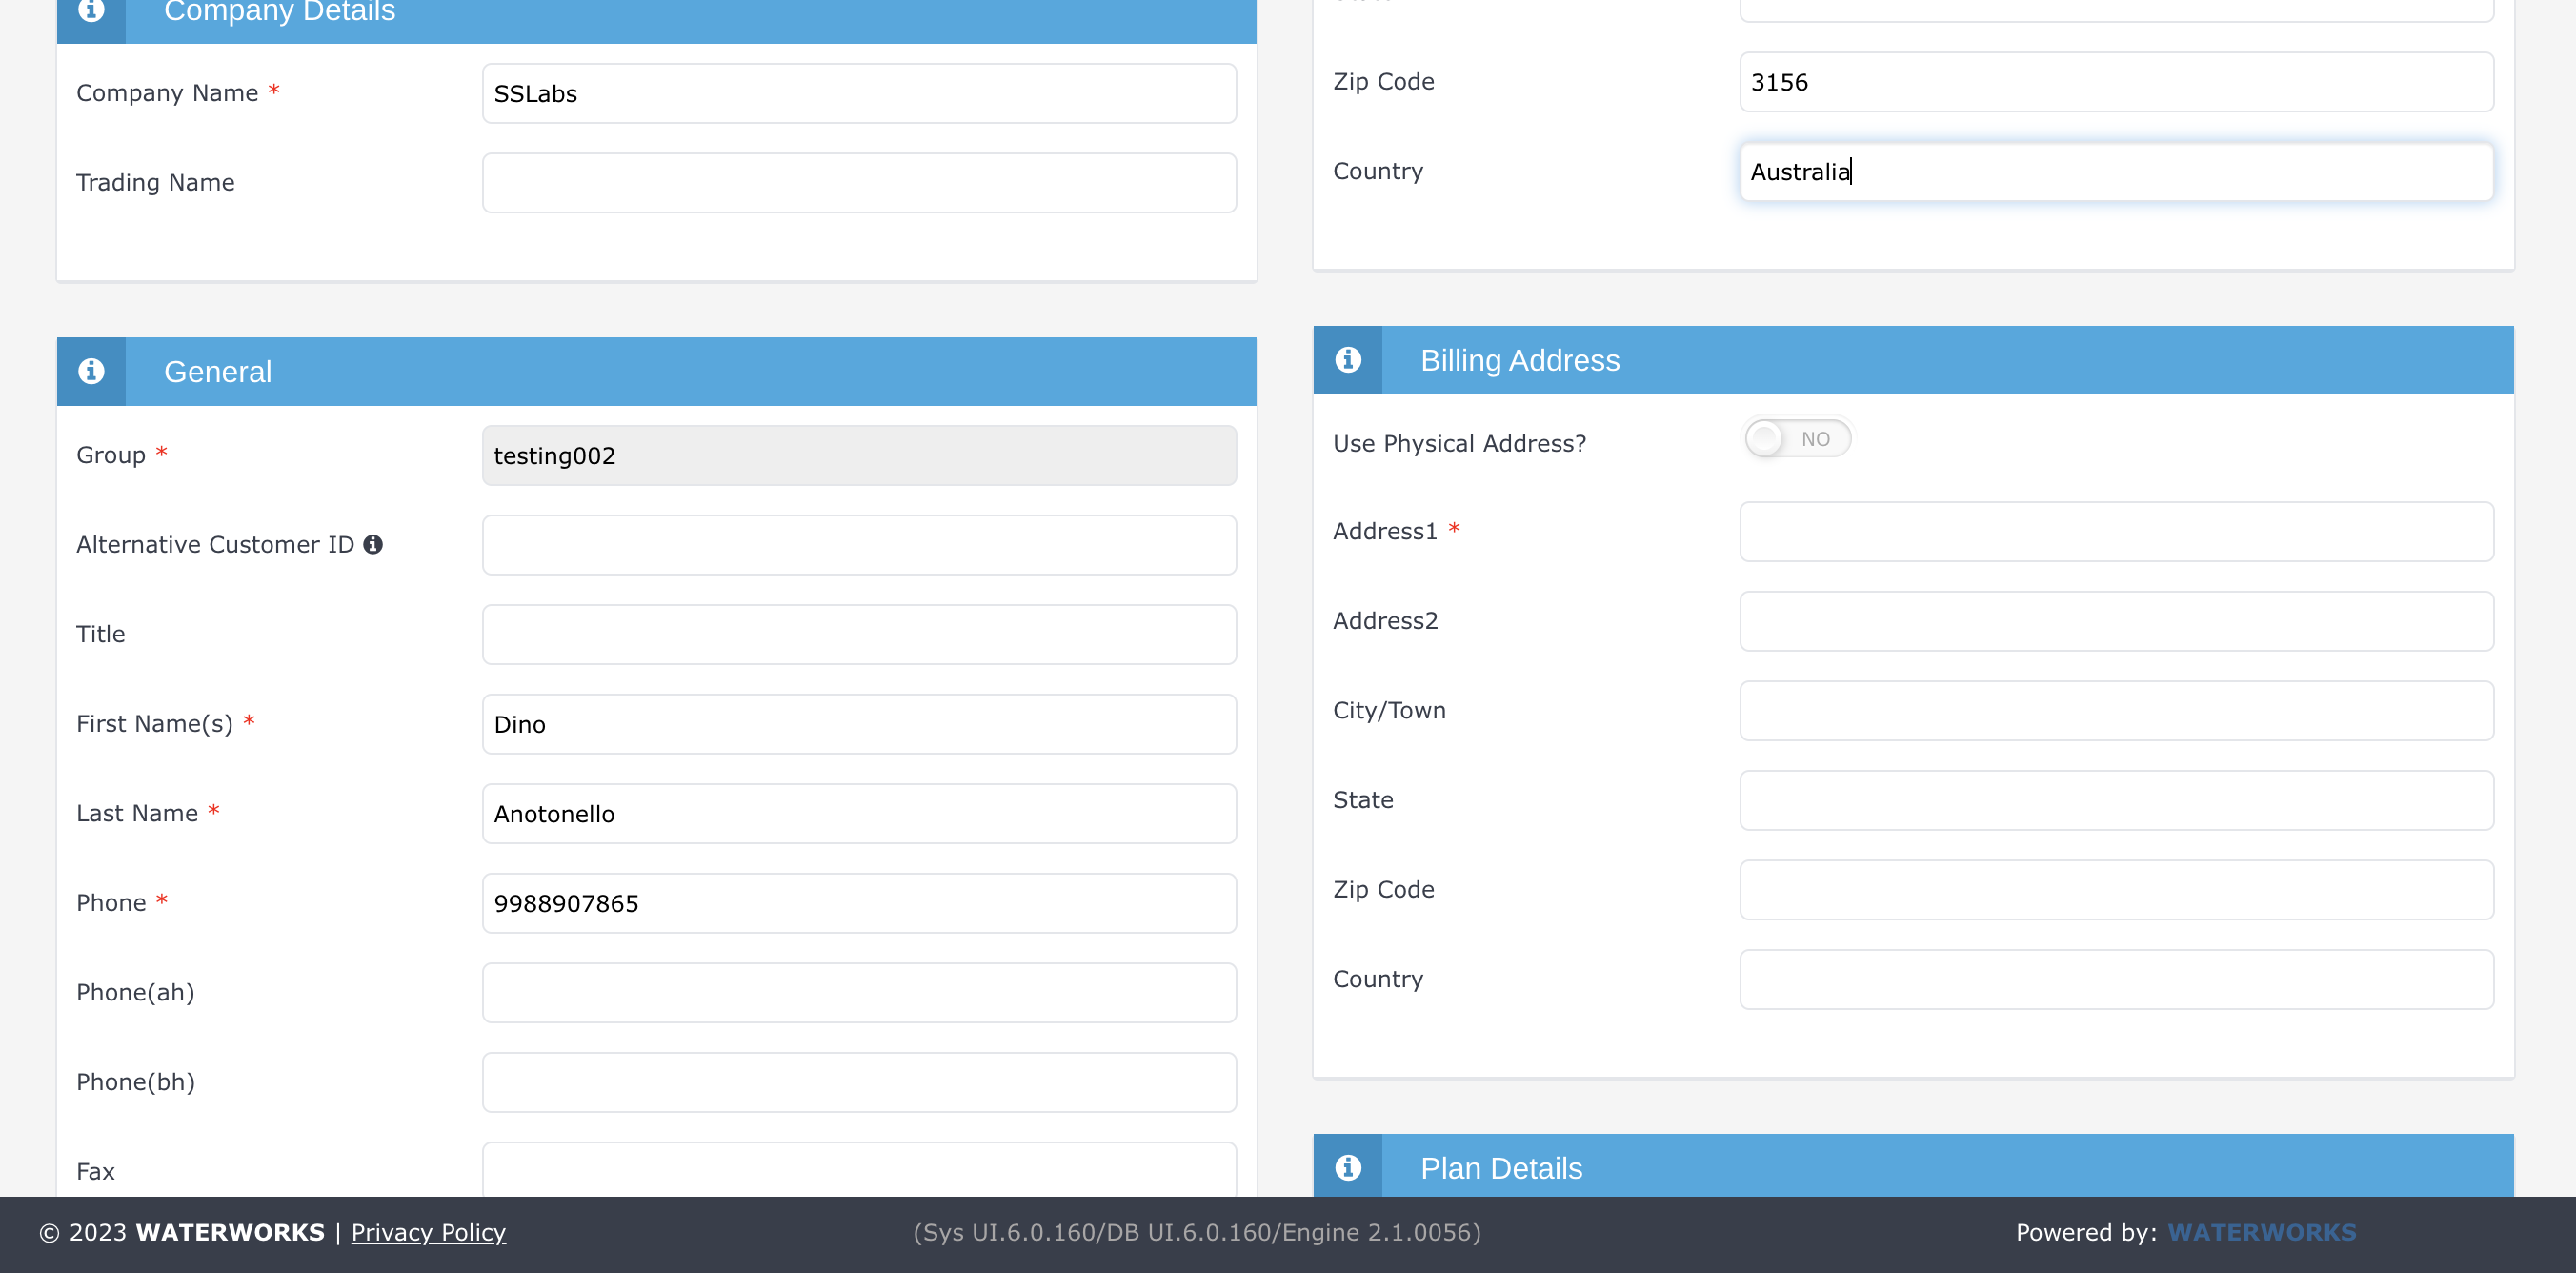 Company Details
Company Name *
SSLabs
Trading Name
General
Group *
testing002
Alternative Customer ID
Title
First Name(s) *
Dino
Last Name *
Anotonello
Phone *
9988907865
Phone(ah)
Phone(bh)
Fax
Zip Code
3156
Country
Australia
Billing Address
Use Physical Address?
NO
Address1 *
Address2
City/Town
State
Zip Code
Country
Plan Details
© 2023 WATERWORKS | Privacy Policy
(Sys UI.6.0.160/DB UI.6.0.160/Engine 2.1.0056)
Powered by: WATERWORKS